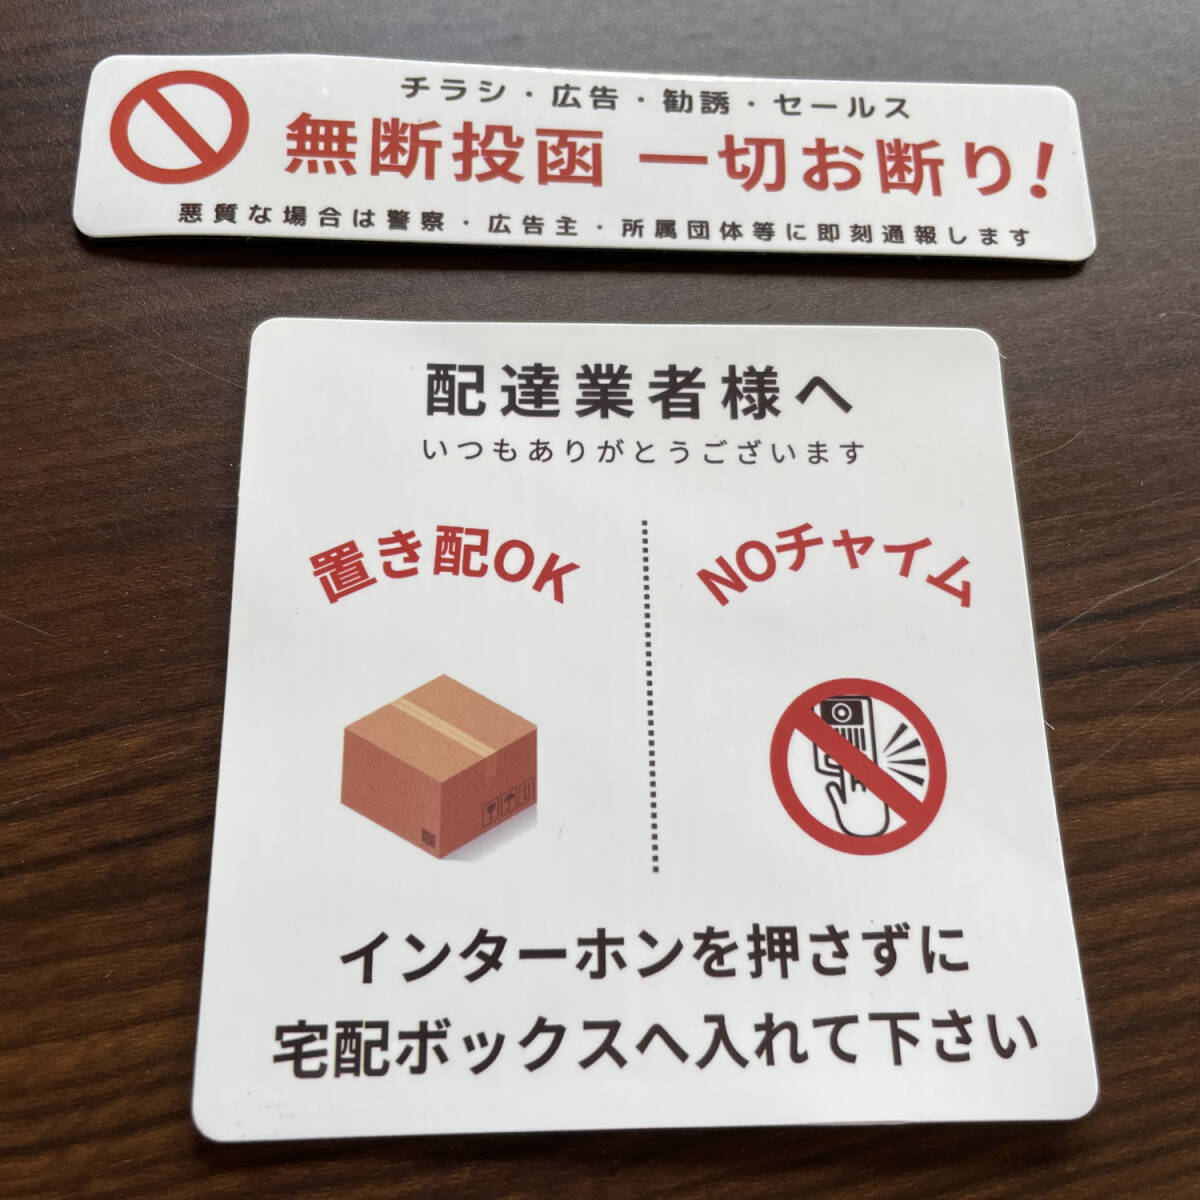 チラシ・広告・勧誘・セールス
無断投函 一切お断り!
悪質な場合は警察・広告主・所属団体等に即刻通報します
配達業者様へ
いつもありがとうございます
置き配OK
NOチャイム
インターホンを押さずに
宅配ボックスへ入れて下さい